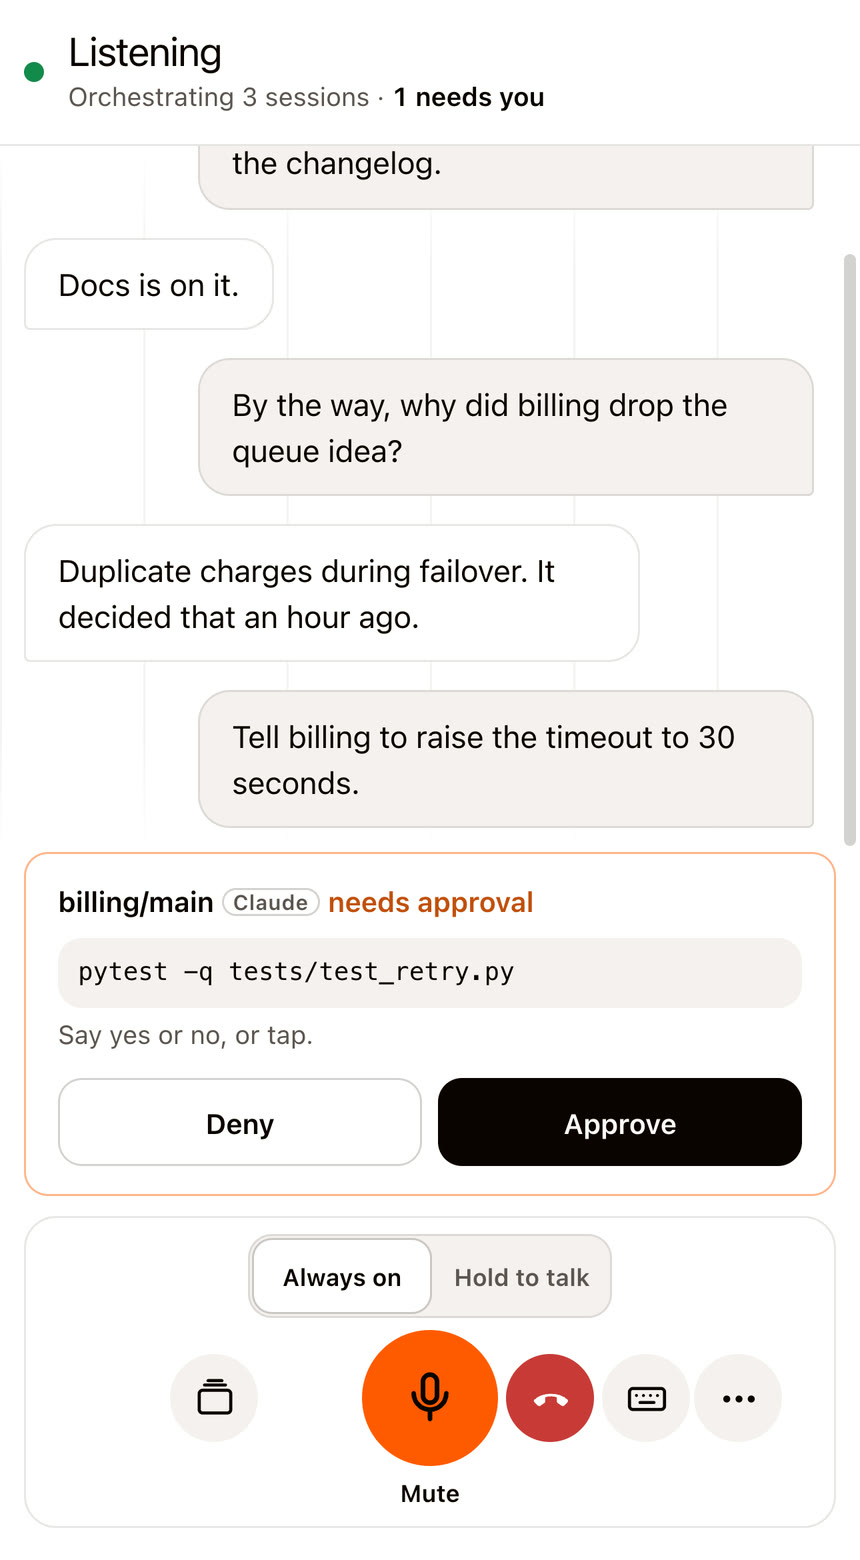 Listening
Orchestrating 3 sessions · 1 needs you
the changelog.
Docs is on it.
By the way, why did billing drop the
queue idea?
Duplicate charges during failover. It
decided that an hour ago.
Tell billing to raise the timeout to 30
seconds.
billing/main Claude needs approval
pytest -q tests/test_retry.py
Say yes or no, or tap.
Deny Approve
Always on Hold to talk
Mute